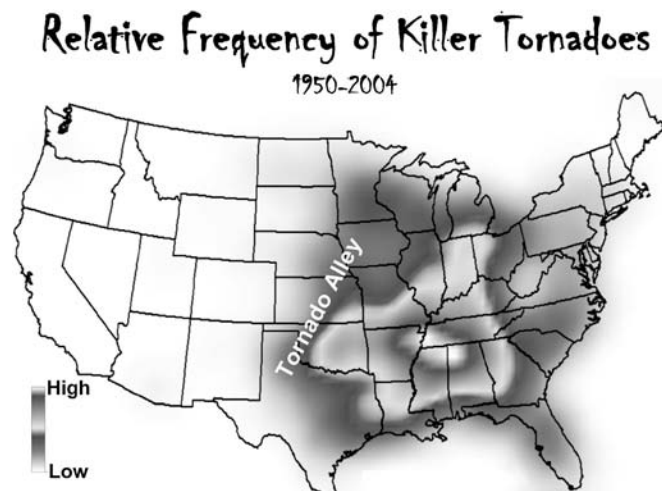 Relative Frequency of Killer Tornadoes
1950-2004
Tornado Alley
High
Low